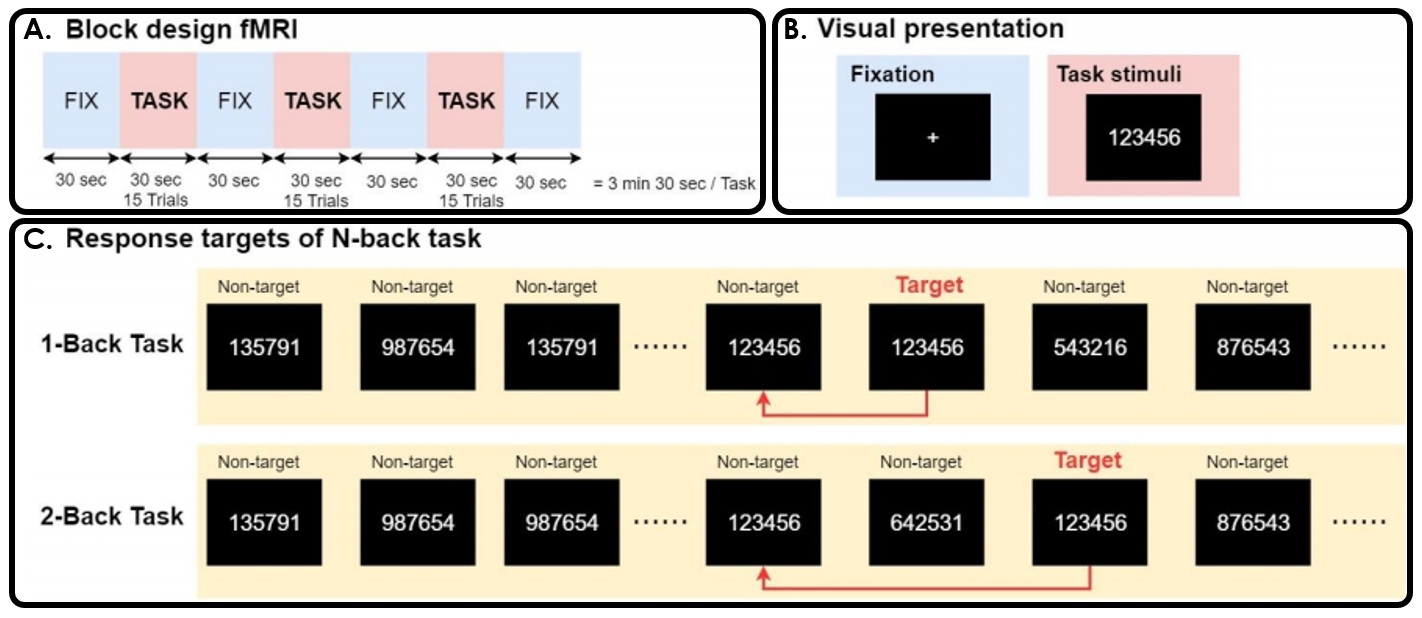 A. Block design fMRI
FIX TASK FIX TASK FIX TASK FIX
30 sec 30 sec 30 sec 30 sec 30 sec 30 sec 30 sec = 3 min 30 sec / Task
15 Trials 15 Trials 15 Trials
B. Visual presentation
Fixation Task stimuli
+ 123456
C. Response targets of N-back task
Non-target Non-target Non-target Non-target Target Non-target Non-target
1-Back Task 135791 987654 135791 ...... 123456 123456 543216 876543 ......
Non-target Non-target Non-target Non-target Non-target Target Non-target
2-Back Task 135791 987654 987654 ...... 123456 642531 123456 876543 ......